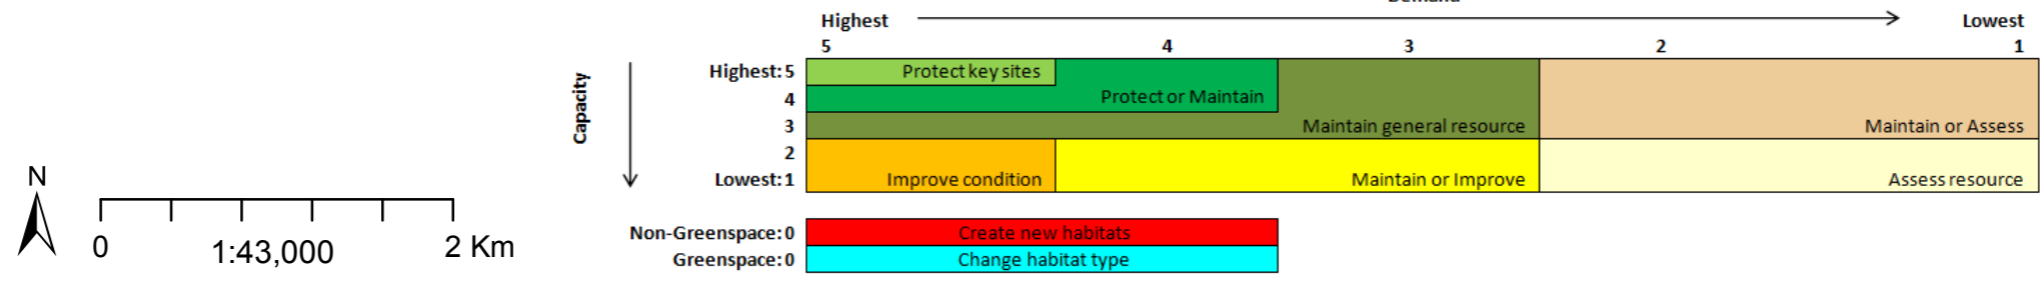 Demand
Highest Lowest
5 4 3 2 1
Capacity
Highest: 5 Protect key sites
4 Protect or Maintain
3 Maintain general resource Maintain or Assess
2
Lowest: 1 Improve condition Maintain or Improve Assess resource
Non-Greenspace: 0 Create new habitats
Greenspace: 0 Change habitat type
N
0 1:43,000 2 Km